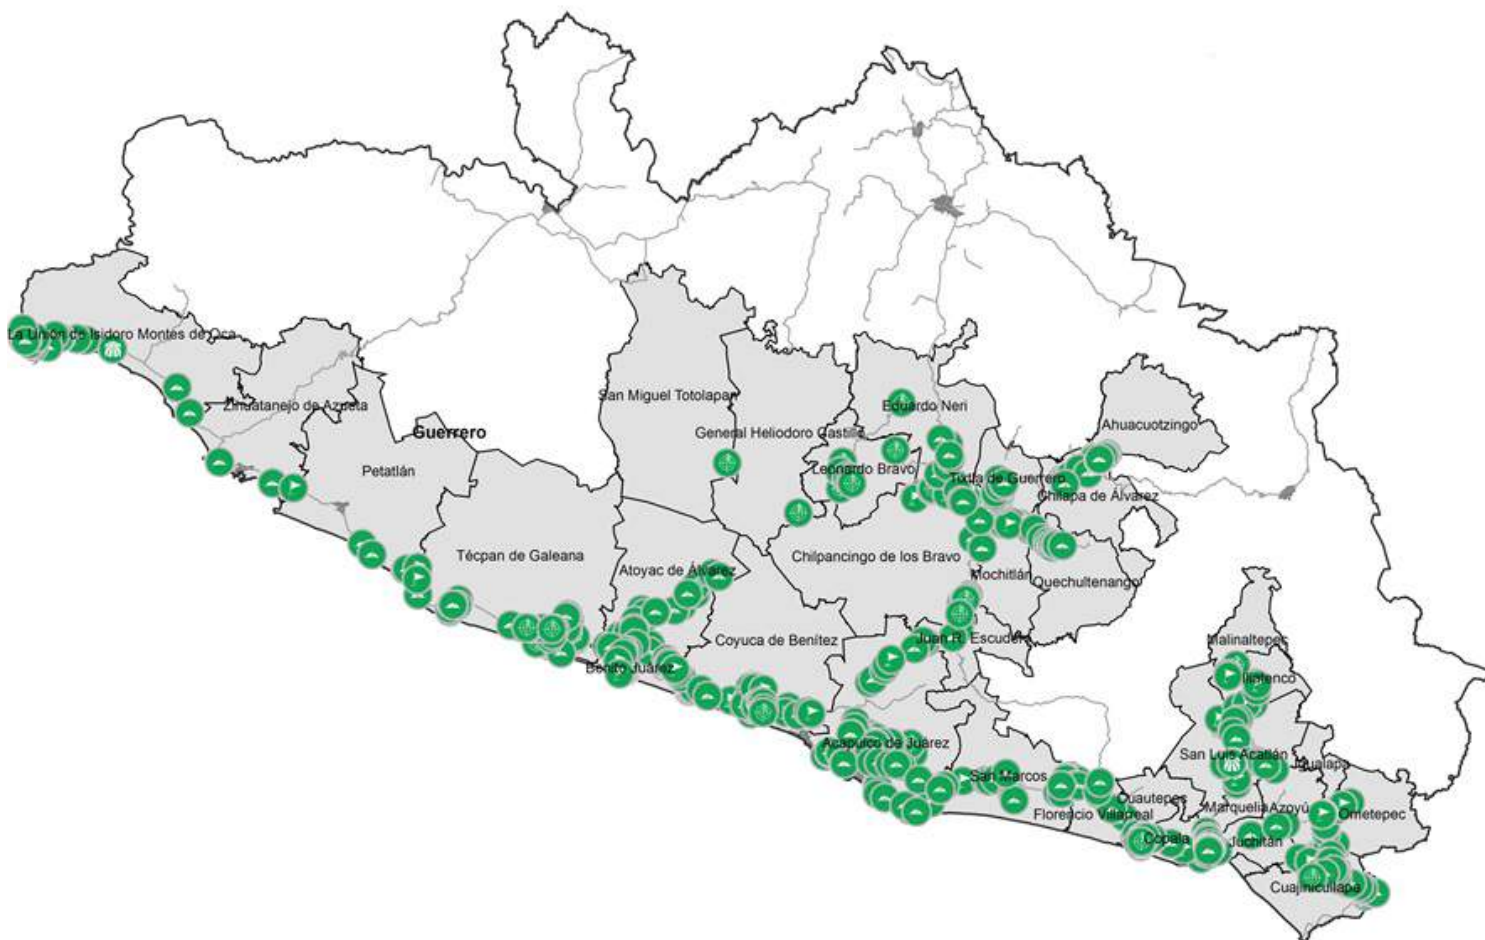 La Unión de Isidoro Montes de Oca
Zihuatanejo de Azueta
Guerrero
Petatlán
San Miguel Totolapan
General Heliodoro Castillo
Eduardo Neri
Leonardo Bravo
Tixtla de Guerrero
Ahuacuotzingo
Chilapa de Álvarez
Técpan de Galeana
Atoyac de Álvarez
Chilpancingo de los Bravo
Mochitlán
Quechultenango
Coyuca de Benítez
Juan R. Escudero
Benito Juárez
Malinaltepec
Iliatenco
Acapulco de Juárez
San Marcos
San Luis Acatlán
Igualapa
Cuautepec
Florencio Villarreal
Marquelia
Azoyú
Ometepec
Copala
Juchitán
Cuajinicuilapa